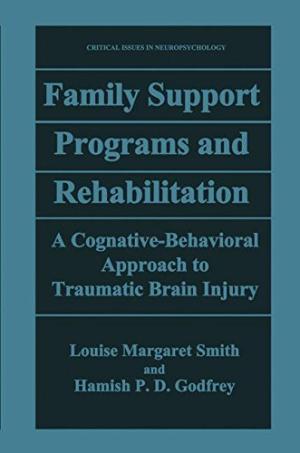 CRITICAL ISSUES IN NEUROPSYCHOLOGY
Family Support
Programs and
Rehabilitation
A Cognative-Behavioral
Approach to
Traumatic Brain Injury
Louise Margaret Smith
and
Hamish P. D. Godfrey